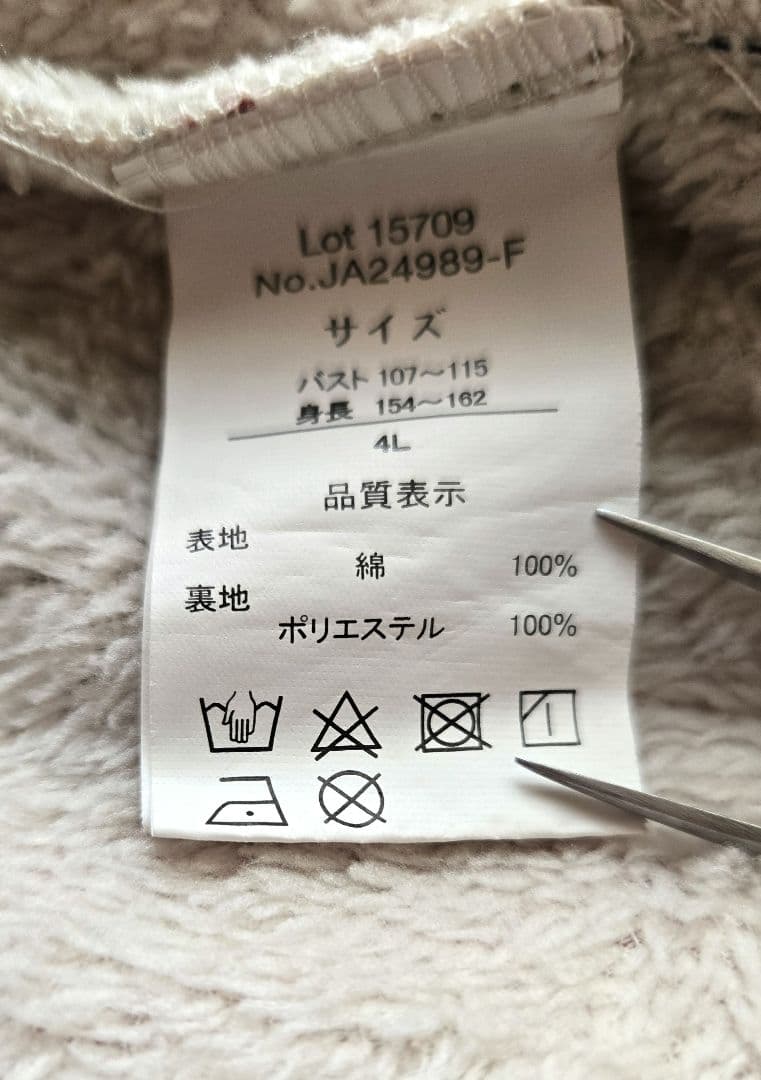 Lot 15709
No.JA24989-F
サイズ
バスト 107～115
身長 154～162
4L
品質表示
表地
綿 100%
裏地
ポリエステル 100%